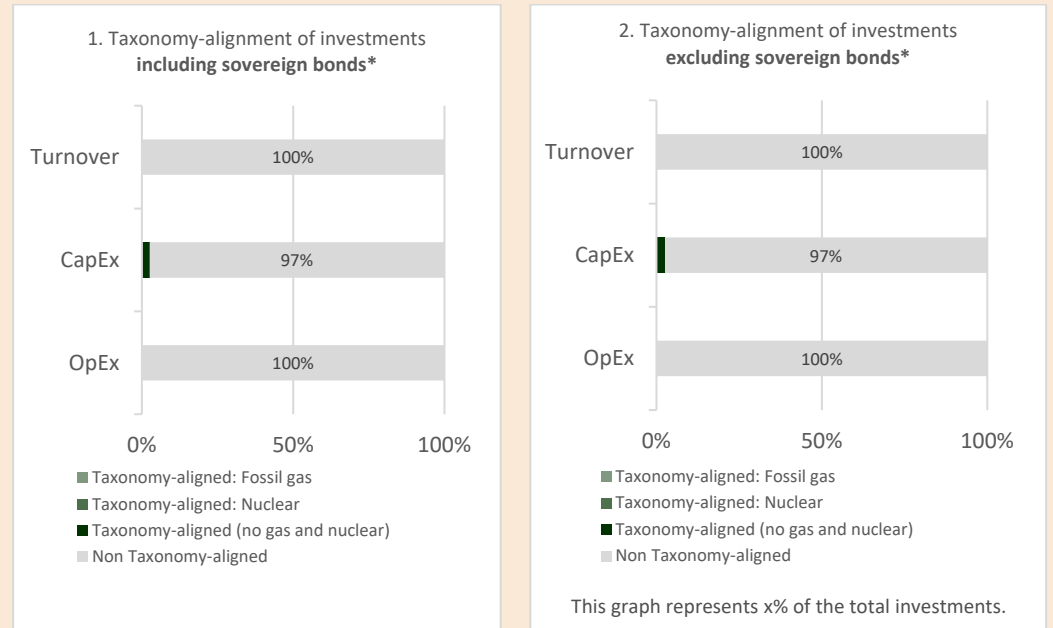 1. Taxonomy-alignment of investments
including sovereign bonds*
Turnover
100%
CapEx
97%
OpEx
100%
0%
50%
100%
Taxonomy-aligned: Fossil gas
Taxonomy-aligned: Nuclear
Taxonomy-aligned (no gas and nuclear)
Non Taxonomy-aligned
2. Taxonomy-alignment of investments
excluding sovereign bonds*
Turnover
100%
CapEx
97%
OpEx
100%
0%
50%
100%
Taxonomy-aligned: Fossil gas
Taxonomy-aligned: Nuclear
Taxonomy-aligned (no gas and nuclear)
Non Taxonomy-aligned
This graph represents x% of the total investments.